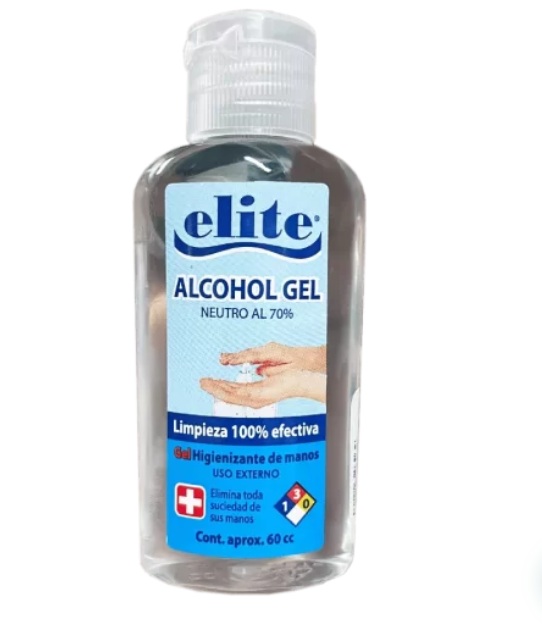 elite®
ALCOHOL GEL
NEUTRO AL 70%
Limpieza 100% efectiva
Gel Higienizante de manos
USO EXTERNO
Elimina toda
suciedad de
sus manos
3
1 0
Cont. aprox. 60 cc